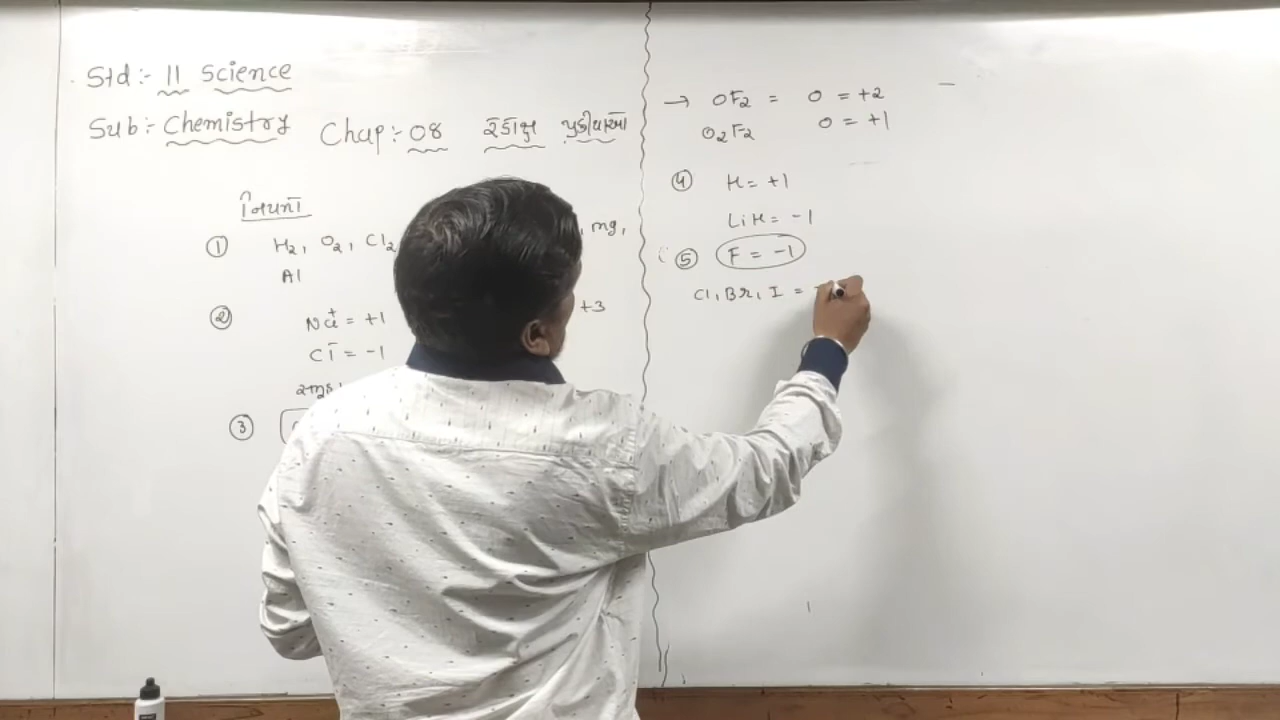 Std :- 11 Science
Sub :- Chemistry Chap :- 08 રેડોક્ષ પ્રક્રીયાઓ
નિયમો
① H₂, O₂, Cl₂ , mg,
Al
② Na⁺ = +1 +3
Cl⁻ = -1
③
→ OF₂ = O = +2
O₂F₂ O = +1
④ H = +1
LiH = -1
⑤ F = -1
Cl, Br, I =